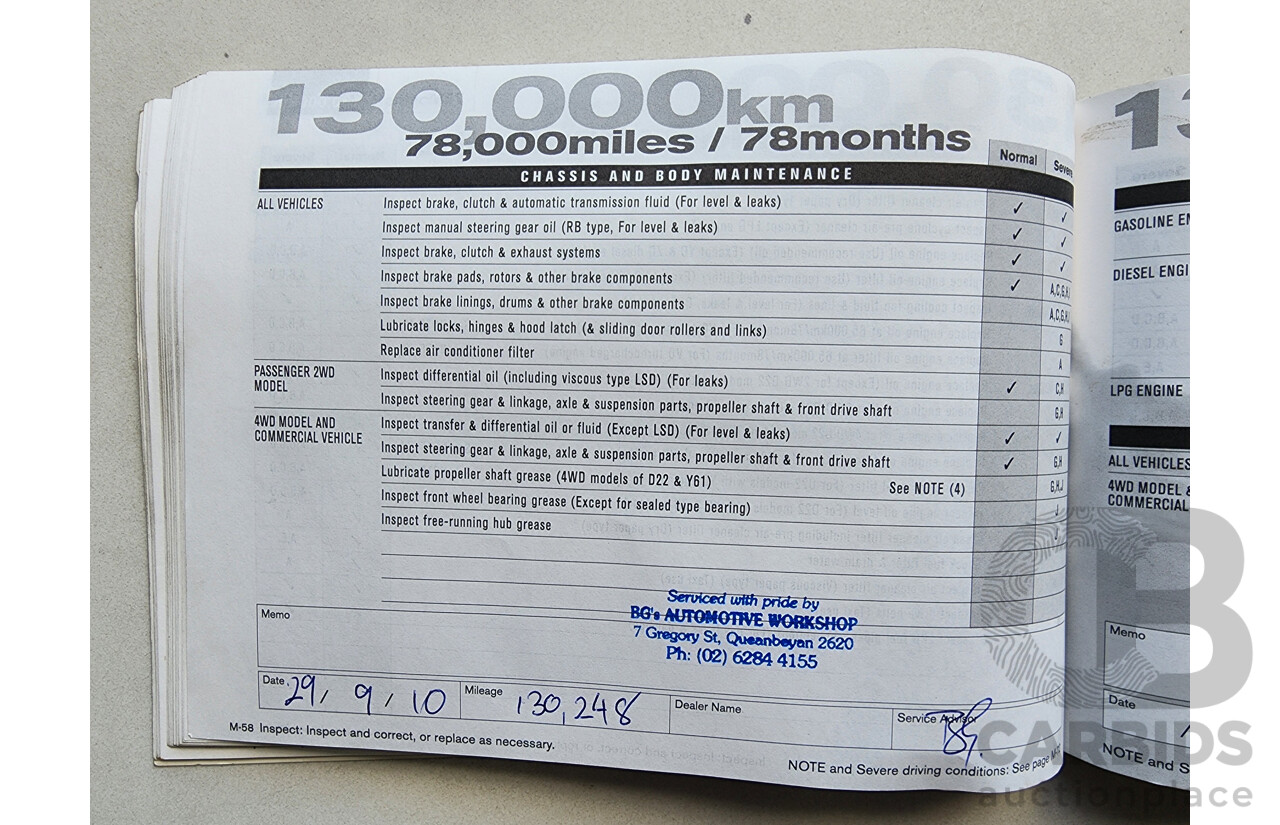 130,000km
78,000miles / 78months
Normal Severe
CHASSIS AND BODY MAINTENANCE
ALL VEHICLES Inspect brake, clutch & automatic transmission fluid (For level & leaks) ✓ ✓
Inspect manual steering gear oil (RB type, For level & leaks) ✓ ✓
Inspect brake, clutch & exhaust systems ✓ ✓
Inspect brake pads, rotors & other brake components ✓ A,C,G,H
Inspect brake linings, drums & other brake components A,C,G,H
Lubricate locks, hinges & hood latch (& sliding door rollers and links) G
Replace air conditioner filter A
PASSENGER 2WD MODEL Inspect differential oil (including viscous type LSD) (For leaks) ✓ C,H
Inspect steering gear & linkage, axle & suspension parts, propeller shaft & front drive shaft G,H
4WD MODEL AND COMMERCIAL VEHICLE Inspect transfer & differential oil or fluid (Except LSD) (For level & leaks) ✓ ✓
Inspect steering gear & linkage, axle & suspension parts, propeller shaft & front drive shaft ✓ G,H
Lubricate propeller shaft grease (4WD models of D22 & Y61) See NOTE (4) G,H,J
Inspect front wheel bearing grease (Except for sealed type bearing) ✓
Inspect free-running hub grease ✓
Serviced with pride by
BG's AUTOMOTIVE WORKSHOP
7 Gregory St, Queanbeyan 2620
Ph: (02) 6284 4155
Memo
Date 29/ 9/ 10 Mileage 130,248 Dealer Name Service Advisor
M-58 Inspect: Inspect and correct, or replace as necessary.
NOTE and Severe driving conditions: See page
13
GASOLINE EN
DIESEL ENGI
LPG ENGINE
ALL VEHICLES
4WD MODEL &
COMMERCIAL
Memo
Date
NOTE and S
CB
CARBIDS
auctionplace